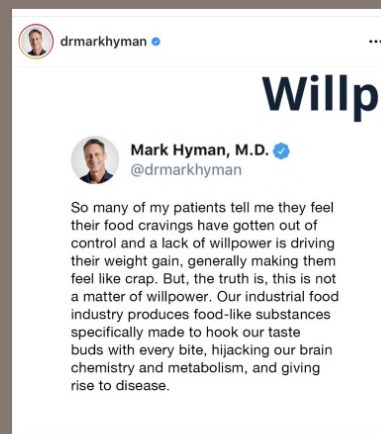 drmarkhyman
Willp
Mark Hyman, M.D.
@drmarkhyman
So many of my patients tell me they feel
their food cravings have gotten out of
control and a lack of willpower is driving
their weight gain, generally making them
feel like crap. But, the truth is, this is not
a matter of willpower. Our industrial food
industry produces food-like substances
specifically made to hook our taste
buds with every bite, hijacking our brain
chemistry and metabolism, and giving
rise to disease.